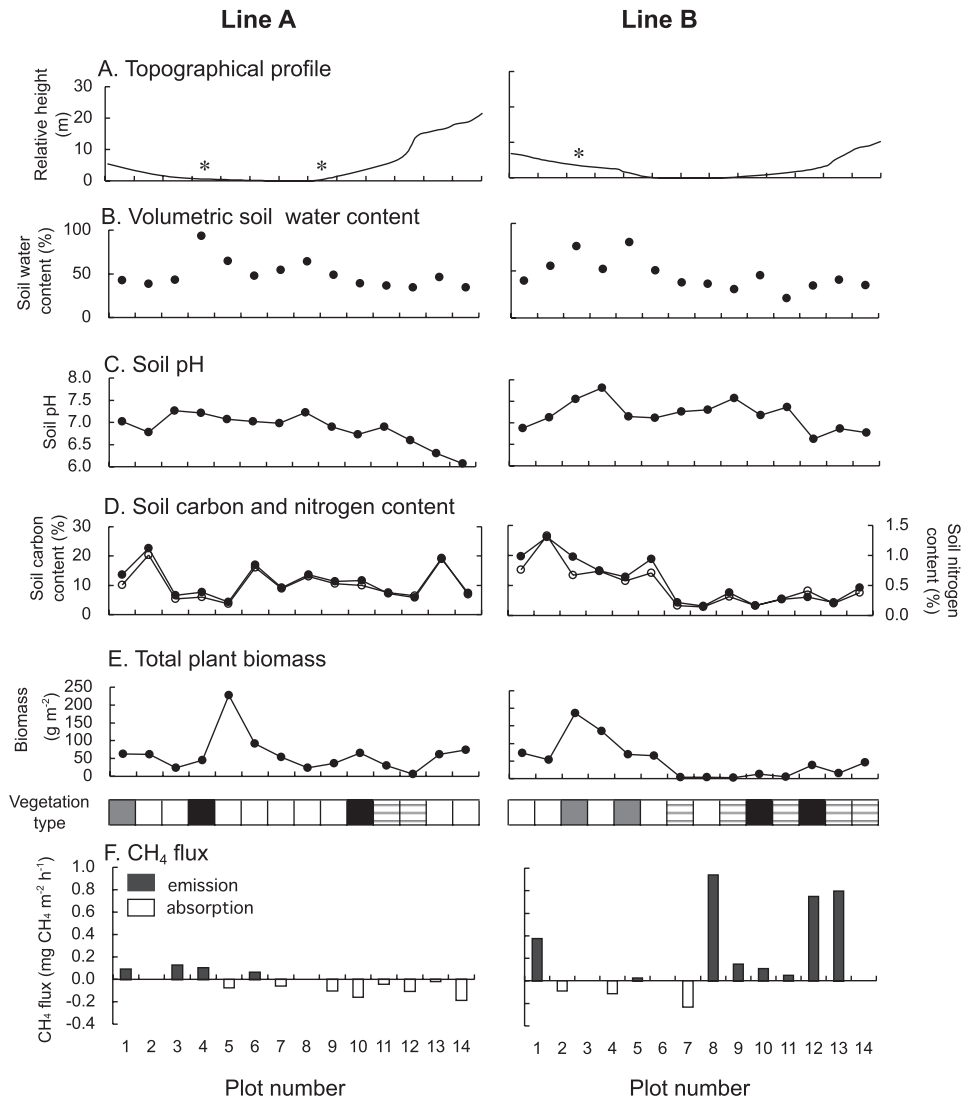 Line A
Line B
A. Topographical profile
Relative height
(m)
30
20
10
0
*
*
*
B. Volumetric soil water content
Soil water
content (%)
100
50
0
C. Soil pH
Soil pH
8.0
7.5
7.0
6.5
6.0
D. Soil carbon and nitrogen content
Soil carbon
content (%)
30
20
10
0
1.5
1.0
0.5
0.0
Soil nitrogen
content (%)
E. Total plant biomass
Biomass
(g m⁻²)
250
200
150
100
50
0
Vegetation
type
F. CH₄ flux
CH₄ flux (mg CH₄ m⁻² h⁻¹)
1.0
0.8
0.6
0.4
0.2
0.0
-0.2
-0.4
emission
absorption
1 2 3 4 5 6 7 8 9 10 11 12 13 14
1 2 3 4 5 6 7 8 9 10 11 12 13 14
Plot number
Plot number